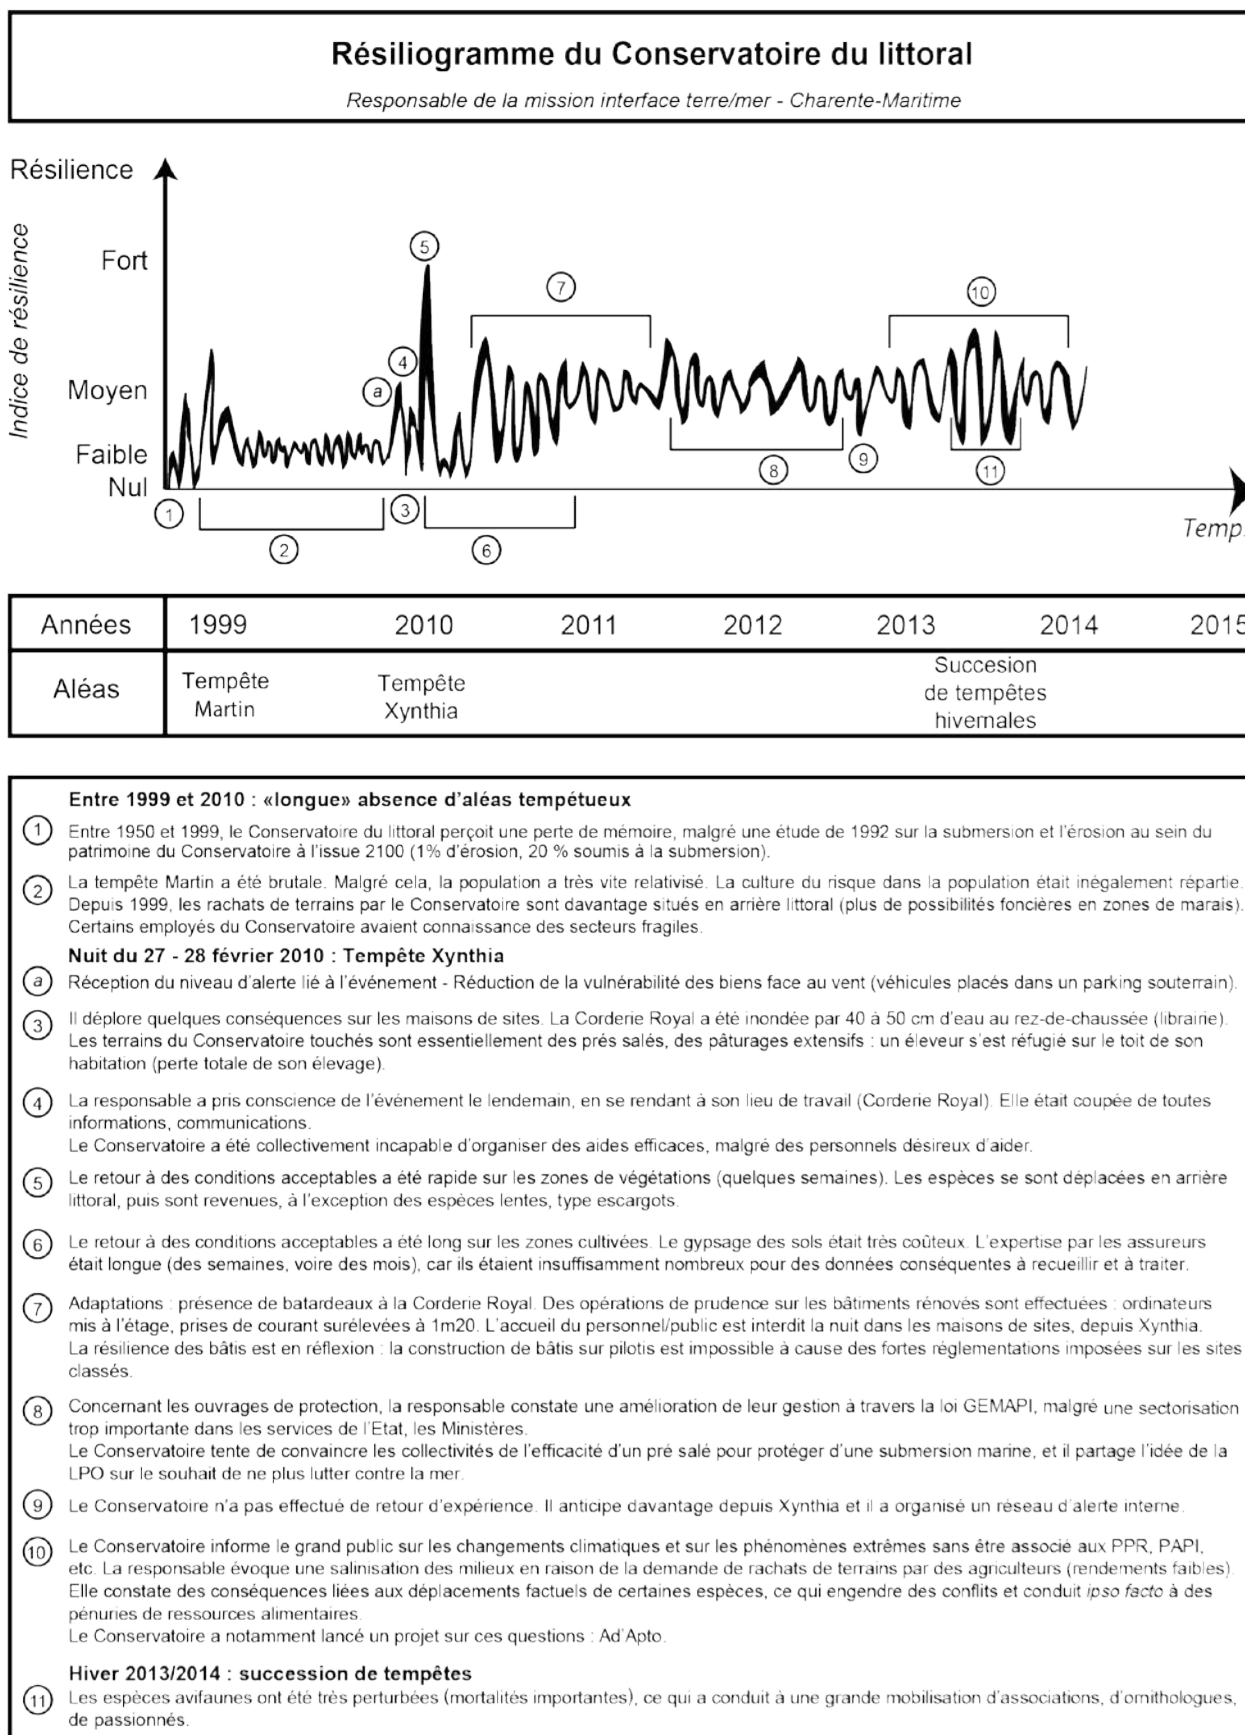 Résiliogramme du Conservatoire du littoral
Responsable de la mission interface terre/mer - Charente-Maritime
Résilience
Indice de résilience
Fort
Moyen
Faible
Nul
5
7
10
4
a
9
8
11
1
3
2
6
Temp
Années 1999 2010 2011 2012 2013 2014 2015
Aléas
Tempête
Martin
Tempête
Xynthia
Succesion
de tempêtes
hivernales
Entre 1999 et 2010 : «longue» absence d'aléas tempétueux
1 Entre 1950 et 1999, le Conservatoire du littoral perçoit une perte de mémoire, malgré une étude de 1992 sur la submersion et l'érosion au sein du
patrimoine du Conservatoire à l'issue 2100 (1% d'érosion, 20 % soumis à la submersion).
2 La tempête Martin a été brutale. Malgré cela, la population a très vite relativisé. La culture du risque dans la population était inégalement répartie.
Depuis 1999, les rachats de terrains par le Conservatoire sont davantage situés en arrière littoral (plus de possibilités foncières en zones de marais).
Certains employés du Conservatoire avaient connaissance des secteurs fragiles.
Nuit du 27 - 28 février 2010 : Tempête Xynthia
a Réception du niveau d'alerte lié à l'événement - Réduction de la vulnérabilité des biens face au vent (véhicules placés dans un parking souterrain).
3 Il déplore quelques conséquences sur les maisons de sites. La Corderie Royal a été inondée par 40 à 50 cm d'eau au rez-de-chaussée (librairie).
Les terrains du Conservatoire touchés sont essentiellement des prés salés, des pâturages extensifs : un éleveur s'est réfugié sur le toit de son
habitation (perte totale de son élevage).
4 La responsable a pris conscience de l'événement le lendemain, en se rendant à son lieu de travail (Corderie Royal). Elle était coupée de toutes
informations, communications.
Le Conservatoire a été collectivement incapable d'organiser des aides efficaces, malgré des personnels désireux d'aider.
5 Le retour à des conditions acceptables a été rapide sur les zones de végétations (quelques semaines). Les espèces se sont déplacées en arrière
littoral, puis sont revenues, à l'exception des espèces lentes, type escargots.
6 Le retour à des conditions acceptables a été long sur les zones cultivées. Le gypsage des sols était très coûteux. L'expertise par les assureurs
était longue (des semaines, voire des mois), car ils étaient insuffisamment nombreux pour des données conséquentes à recueillir et à traiter.
7 Adaptations : présence de batardeaux à la Corderie Royal. Des opérations de prudence sur les bâtiments rénovés sont effectuées : ordinateurs
mis à l'étage, prises de courant surélevées à 1m20. L'accueil du personnel/public est interdit la nuit dans les maisons de sites, depuis Xynthia.
La résilience des bâtis est en réflexion : la construction de bâtis sur pilotis est impossible à cause des fortes réglementations imposées sur les sites
classés.
8 Concernant les ouvrages de protection, la responsable constate une amélioration de leur gestion à travers la loi GEMAPI, malgré une sectorisation
trop importante dans les services de l'Etat, les Ministères.
Le Conservatoire tente de convaincre les collectivités de l'efficacité d'un pré salé pour protéger d'une submersion marine, et il partage l'idée de la
LPO sur le souhait de ne plus lutter contre la mer.
9 Le Conservatoire n'a pas effectué de retour d'expérience. Il anticipe davantage depuis Xynthia et il a organisé un réseau d'alerte interne.
10 Le Conservatoire informe le grand public sur les changements climatiques et sur les phénomènes extrêmes sans être associé aux PPR, PAPI,
etc. La responsable évoque une salinisation des milieux en raison de la demande de rachats de terrains par des agriculteurs (rendements faibles).
Elle constate des conséquences liées aux déplacements factuels de certaines espèces, ce qui engendre des conflits et conduit ipso facto à des
pénuries de ressources alimentaires.
Le Conservatoire a notamment lancé un projet sur ces questions : Ad'Apto.
Hiver 2013/2014 : succession de tempêtes
11 Les espèces avifaunes ont été très perturbées (mortalités importantes), ce qui a conduit à une grande mobilisation d'associations, d'ornithologues,
de passionnés.